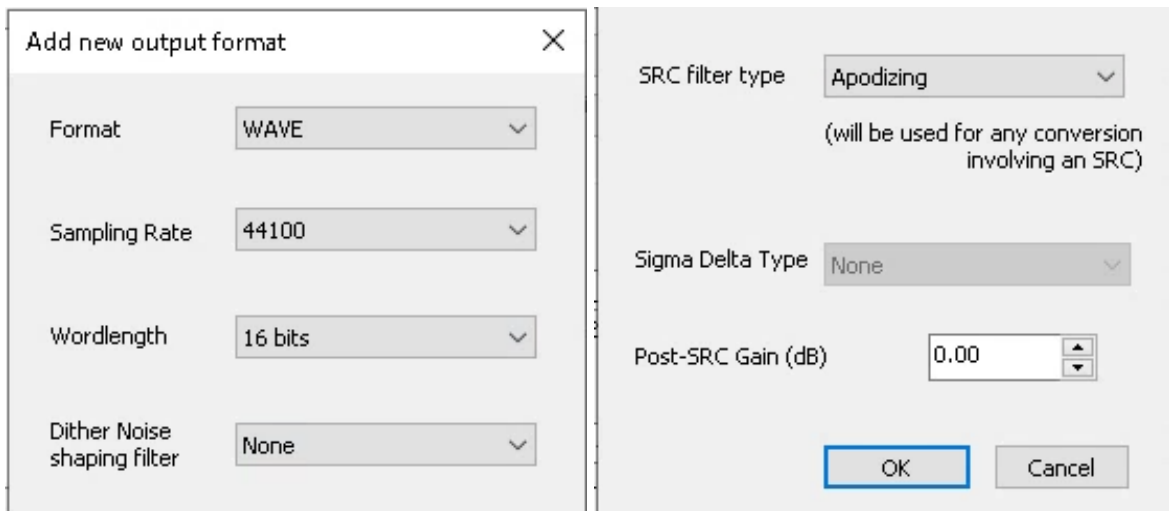 Add new output format
Format
WAVE
Sampling Rate
44100
Wordlength
16 bits
Dither Noise
shaping filter
None
SRC filter type
Apodizing
(will be used for any conversion
involving an SRC)
Sigma Delta Type
None
Post-SRC Gain (dB)
0.00
OK
Cancel